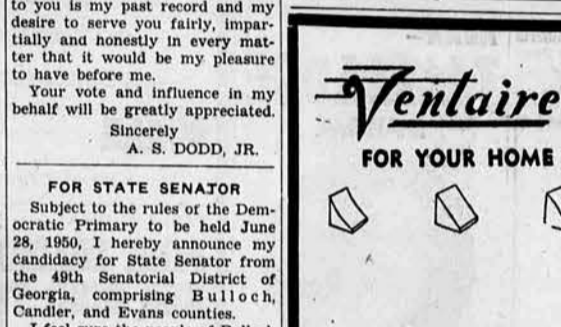 to you is my past record and my
desire to serve you fairly, impar-
tially and honestly in every mat-
ter that it would be my pleasure
to have before me.
Your vote and influence in my
behalf will be greatly appreciated.
Sincerely
A. S. DODD, JR.
FOR STATE SENATOR
Subject to the rules of the Dem-
ocratic Primary to be held June
28, 1950, I hereby announce my
candidacy for State Senator from
the 49th Senatorial District of
Georgia, comprising Bulloch,
Candler, and Evans counties.
Ventaire
FOR YOUR HOME